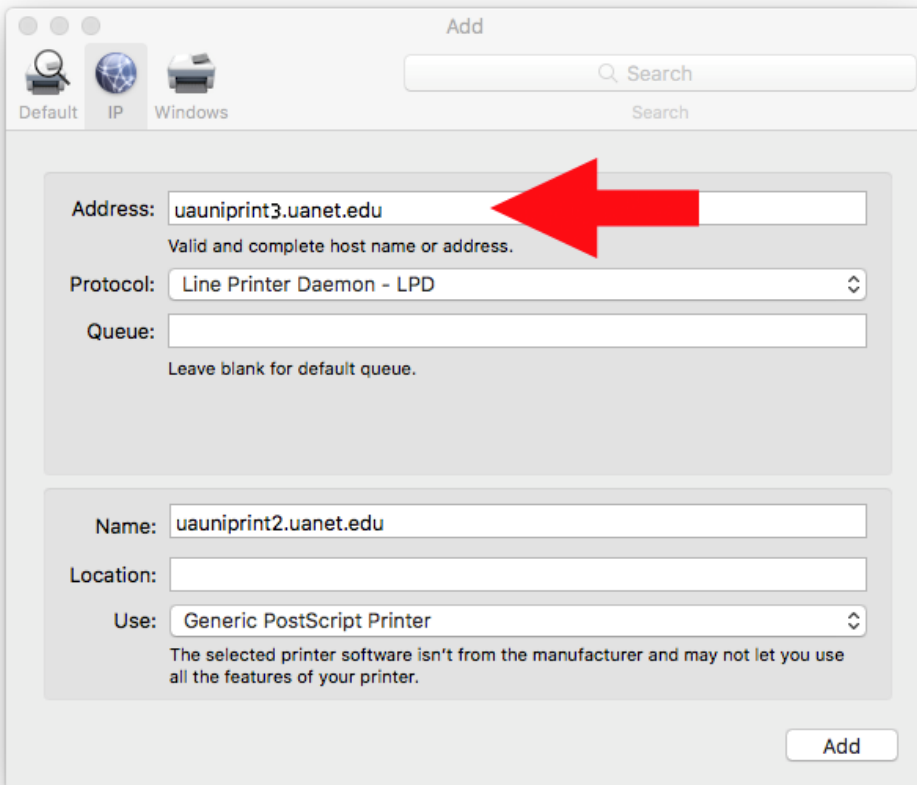 Add
Search
Default IP Windows Search
Address: uauniprint3.uanet.edu
Valid and complete host name or address.
Protocol: Line Printer Daemon - LPD
Queue:
Leave blank for default queue.
Name: uauniprint2.uanet.edu
Location:
Use: Generic PostScript Printer
The selected printer software isn't from the manufacturer and may not let you use
all the features of your printer.
Add